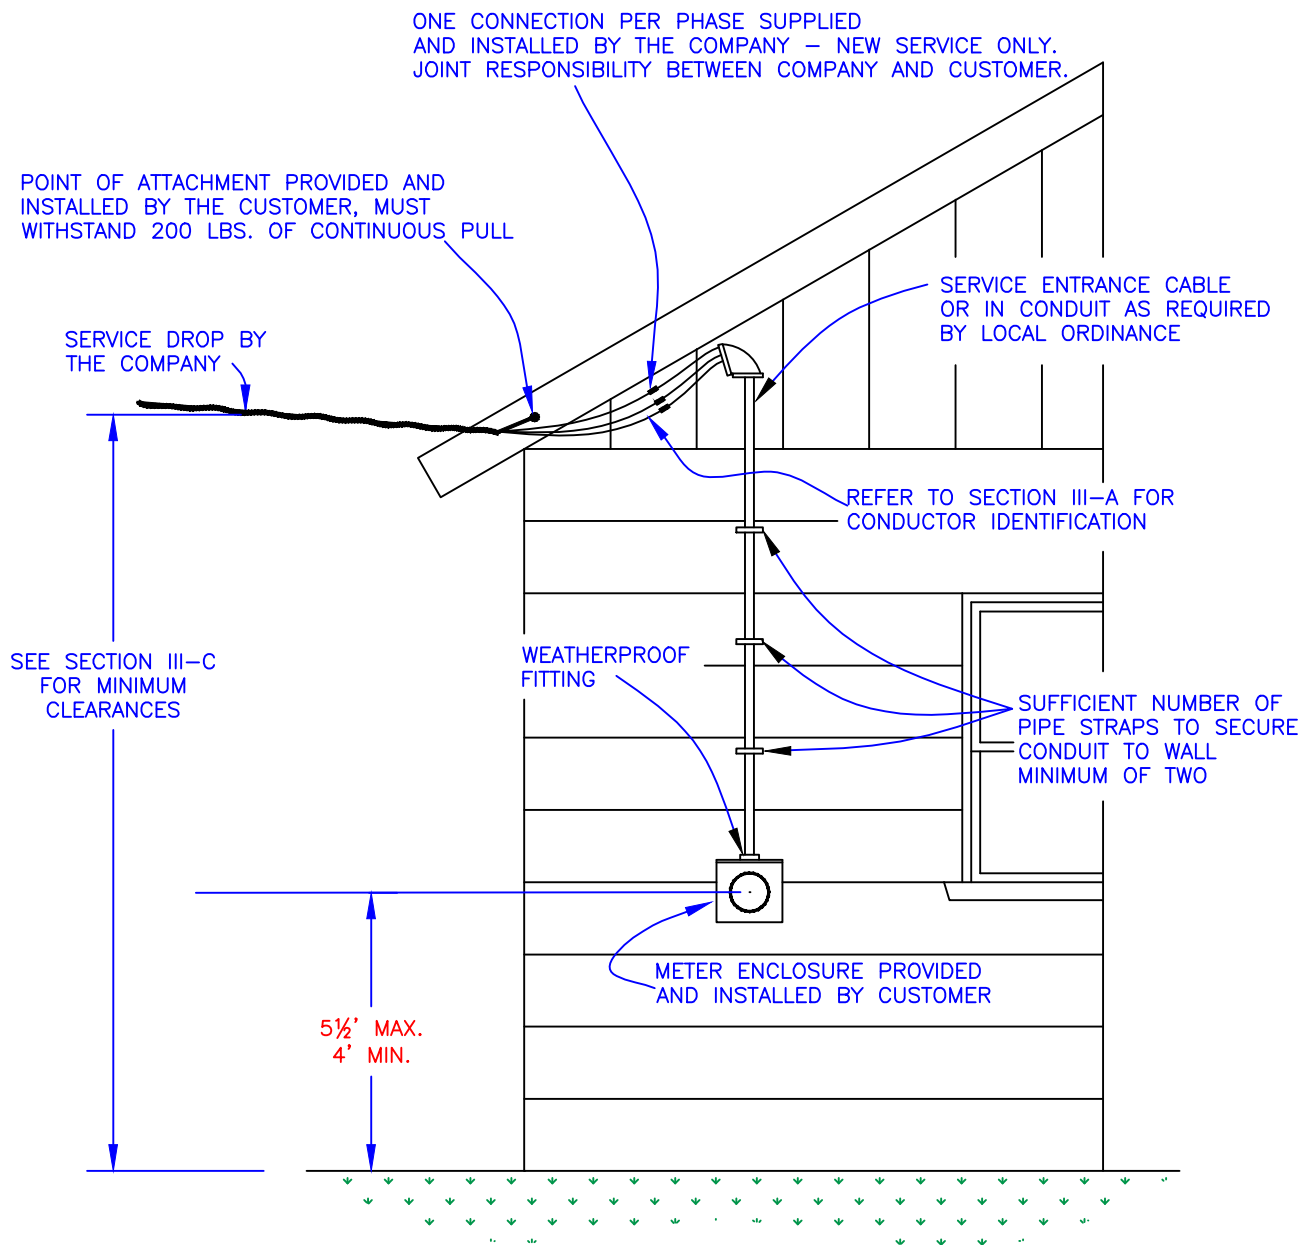 ONE CONNECTION PER PHASE SUPPLIED
AND INSTALLED BY THE COMPANY – NEW SERVICE ONLY.
JOINT RESPONSIBILITY BETWEEN COMPANY AND CUSTOMER.
POINT OF ATTACHMENT PROVIDED AND
INSTALLED BY THE CUSTOMER, MUST
WITHSTAND 200 LBS. OF CONTINUOUS PULL
SERVICE ENTRANCE CABLE
OR IN CONDUIT AS REQUIRED
BY LOCAL ORDINANCE
SERVICE DROP BY
THE COMPANY
REFER TO SECTION III–A FOR
CONDUCTOR IDENTIFICATION
SEE SECTION III–C
FOR MINIMUM
CLEARANCES
WEATHERPROOF
FITTING
SUFFICIENT NUMBER OF
PIPE STRAPS TO SECURE
CONDUIT TO WALL
MINIMUM OF TWO
METER ENCLOSURE PROVIDED
AND INSTALLED BY CUSTOMER
5½' MAX.
4' MIN.